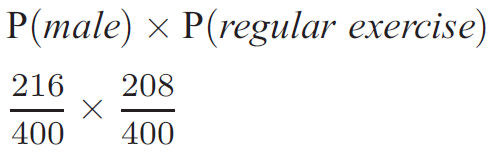 P(male) × P(regular exercise)
216/400 × 208/400